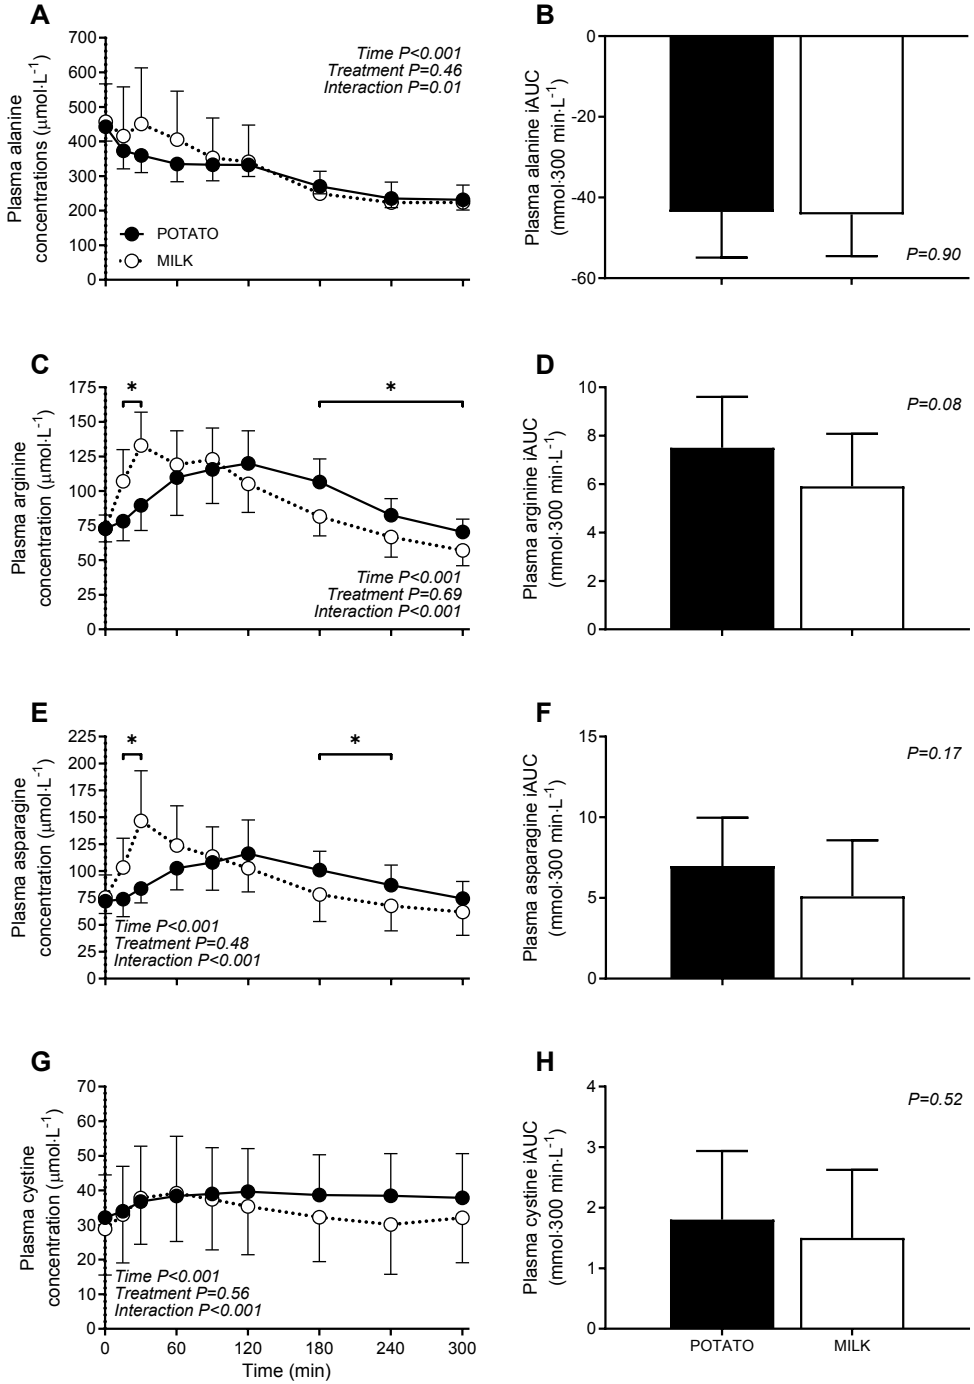 A
Plasma alanine
concentrations (μmol·L⁻¹)
700
600
500
400
300
200
100
0
Time P<0.001
Treatment P=0.46
Interaction P=0.01
POTATO
MILK
B
Plasma alanine iAUC
(mmol·300 min·L⁻¹)
0
-20
-40
-60
P=0.90
C
Plasma arginine
concentration (μmol·L⁻¹)
175
150
125
100
75
50
25
0
*
*
Time P<0.001
Treatment P=0.69
Interaction P<0.001
D
Plasma arginine iAUC
(mmol·300 min·L⁻¹)
10
8
6
4
2
0
P=0.08
E
Plasma asparagine
concentration (μmol·L⁻¹)
225
200
175
150
125
100
75
50
25
0
*
*
Time P<0.001
Treatment P=0.48
Interaction P<0.001
F
Plasma asparagine iAUC
(mmol·300 min·L⁻¹)
15
10
5
0
P=0.17
G
Plasma cystine
concentration (μmol·L⁻¹)
70
60
50
40
30
20
10
0
Time P<0.001
Treatment P=0.56
Interaction P<0.001
0 60 120 180 240 300
Time (min)
H
Plasma cystine iAUC
(mmol·300 min·L⁻¹)
4
3
2
1
0
P=0.52
POTATO MILK